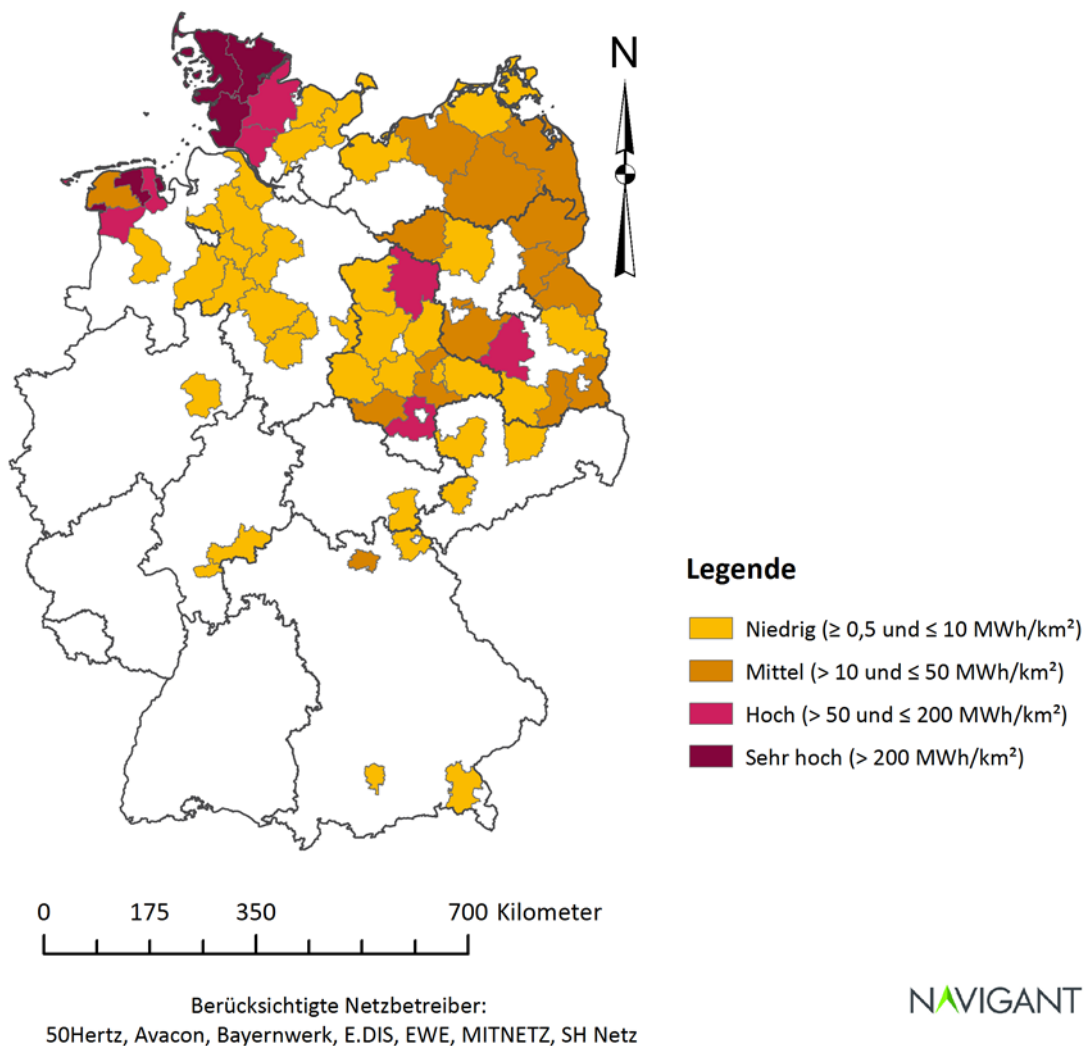 N
Legende
Niedrig (≥ 0,5 und ≤ 10 MWh/km²)
Mittel (> 10 und ≤ 50 MWh/km²)
Hoch (> 50 und ≤ 200 MWh/km²)
Sehr hoch (> 200 MWh/km²)
0 175 350 700 Kilometer
Berücksichtigte Netzbetreiber:
50Hertz, Avacon, Bayernwerk, E.DIS, EWE, MITNETZ, SH Netz
NAVIGANT